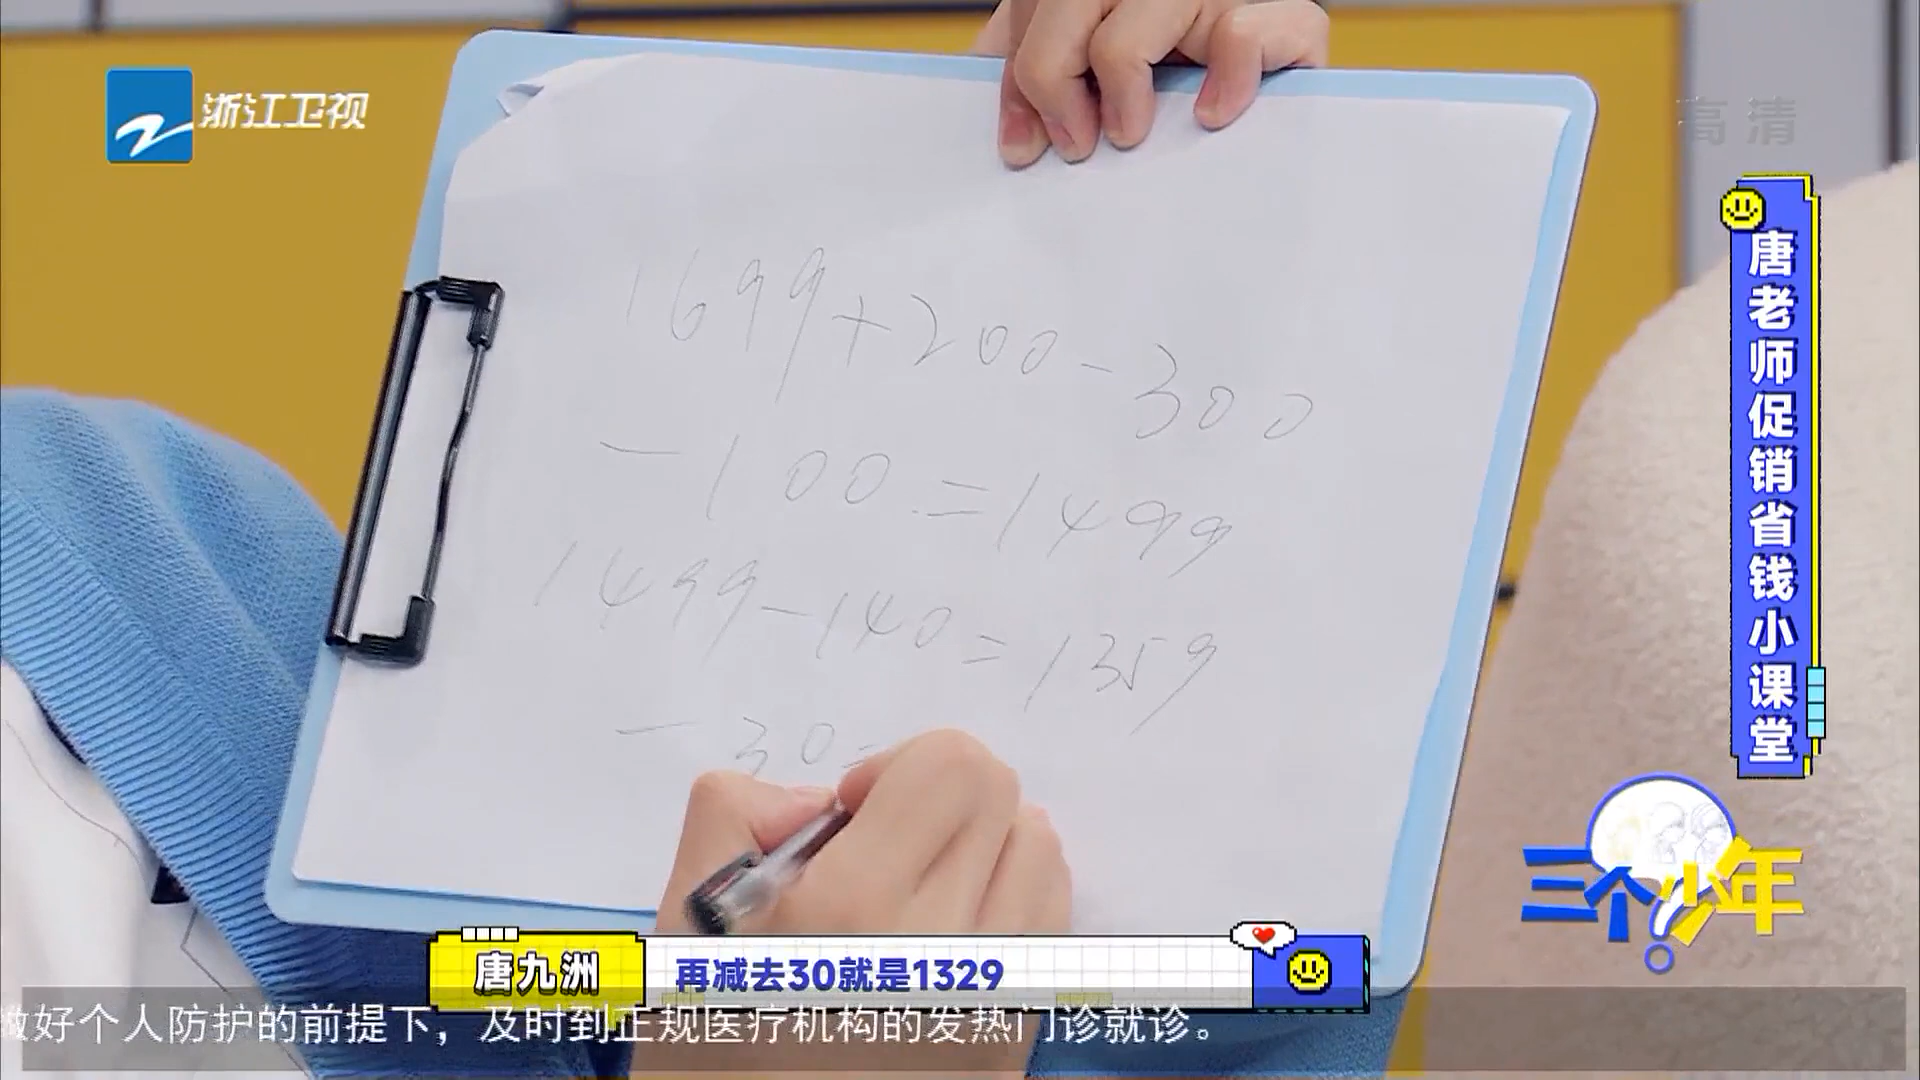 浙江卫视
高清
唐老师促销省钱小课堂
1699+200-300
-100=1499
1499-140=1359
-30=
三个少年
唐九洲
再减去30就是1329
做好个人防护的前提下，及时到正规医疗机构的发热门诊就诊。